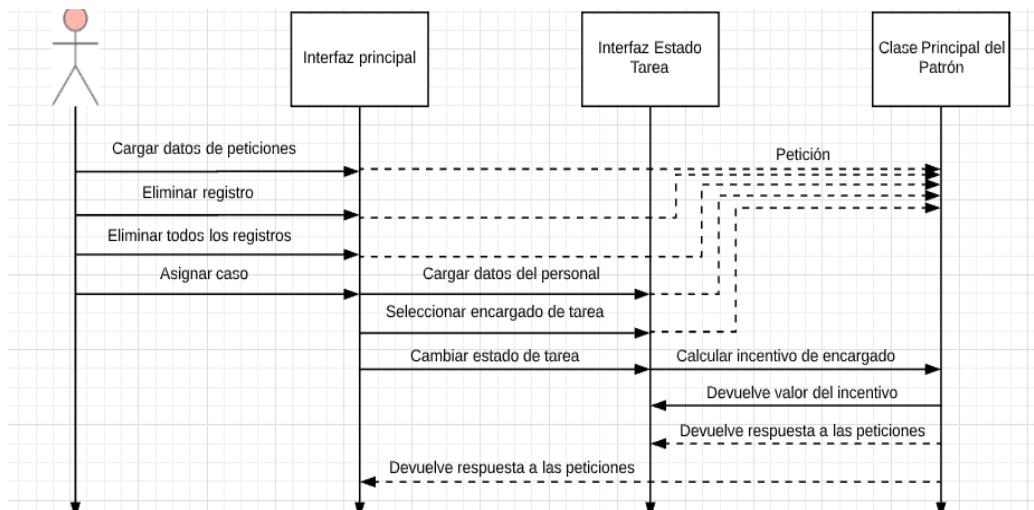 Interfaz principal
Interfaz Estado
Tarea
Clase Principal del
Patrón
Cargar datos de peticiones
Petición
Eliminar registro
Eliminar todos los registros
Asignar caso
Cargar datos del personal
Seleccionar encargado de tarea
Cambiar estado de tarea
Calcular incentivo de encargado
Devuelve valor del incentivo
Devuelve respuesta a las peticiones
Devuelve respuesta a las peticiones